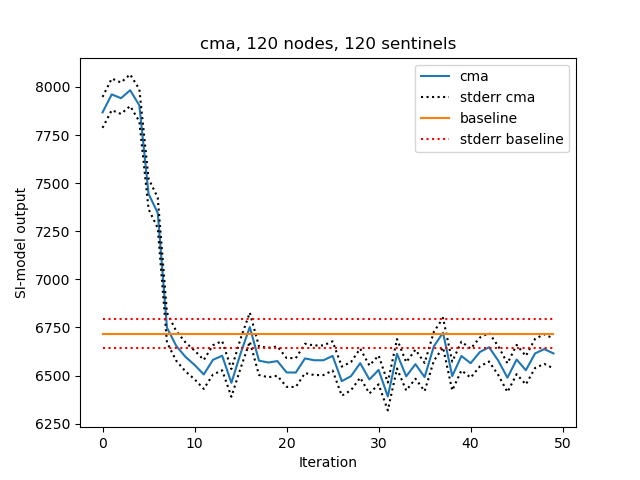 cma, 120 nodes, 120 sentinels
cma
stderr cma
baseline
stderr baseline
SI-model output
8000
7750
7500
7250
7000
6750
6500
6250
0 10 20 30 40 50
Iteration